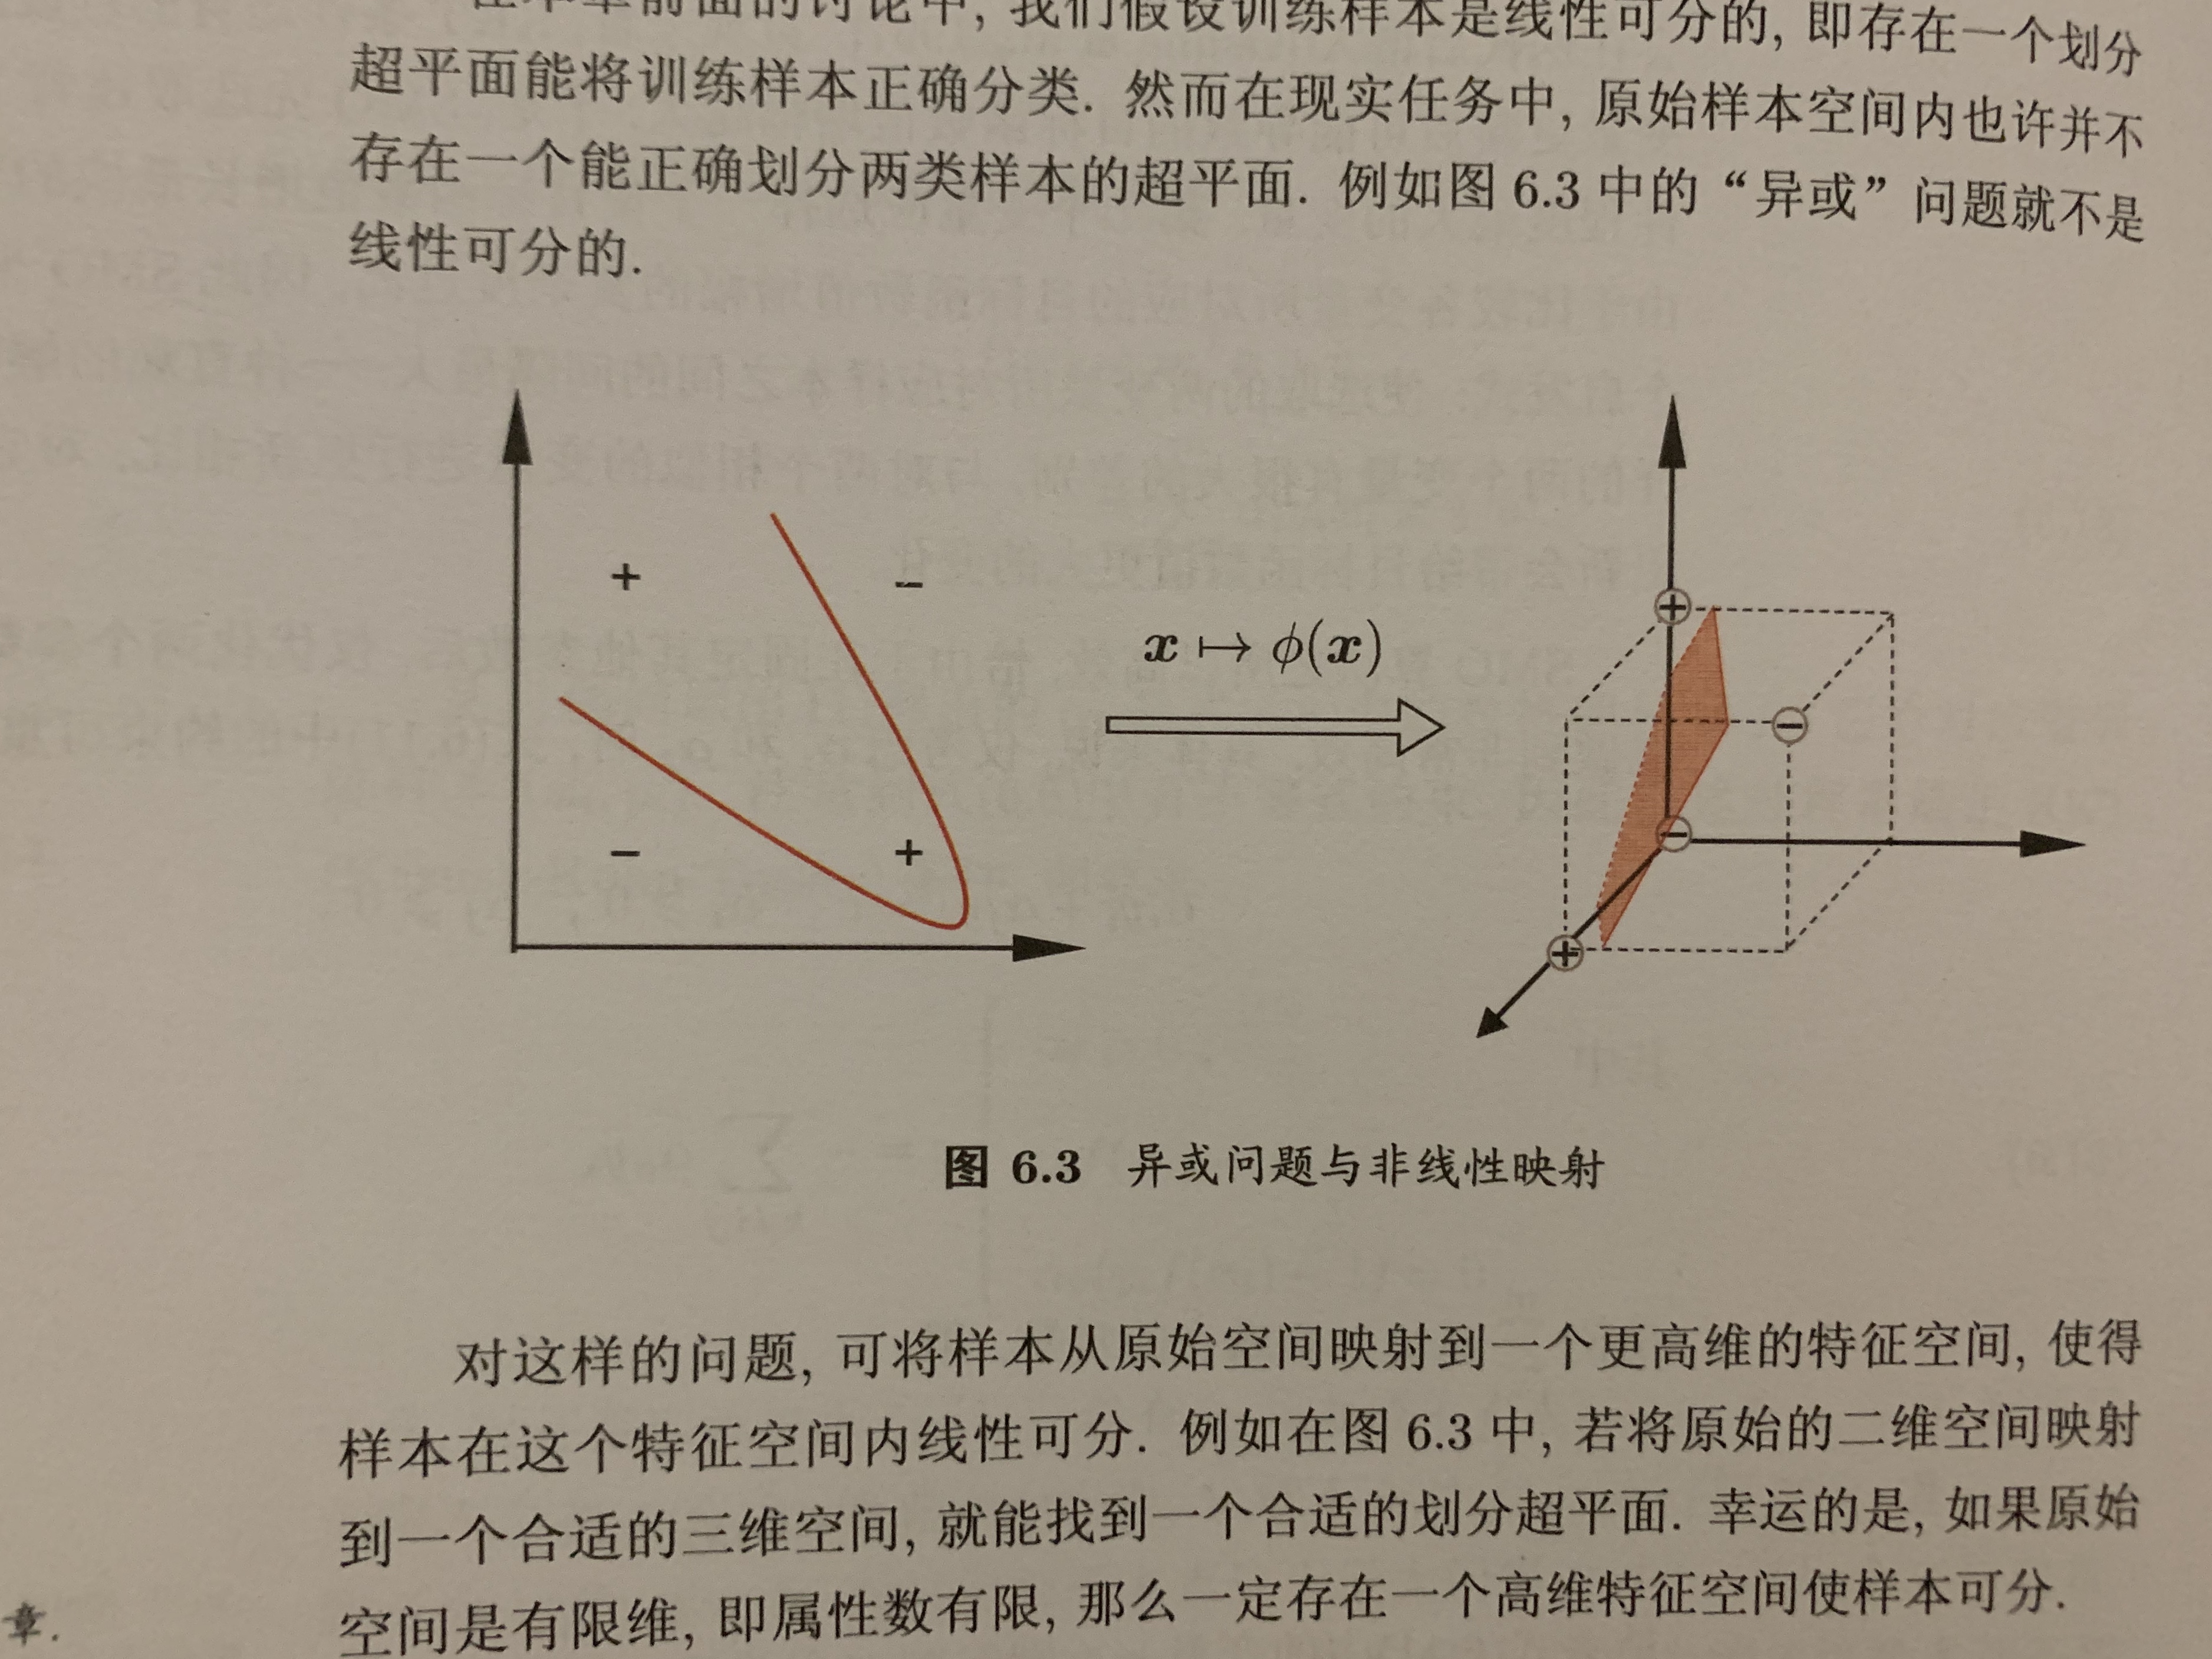 在本章前面的讨论中, 我们假设训练样本是线性可分的, 即存在一个划分
超平面能将训练样本正确分类. 然而在现实任务中, 原始样本空间内也许并不
存在一个能正确划分两类样本的超平面. 例如图 6.3 中的“异或”问题就不是
线性可分的.
+ −
− +
x ↦ ϕ(x)
+
−
−
+
图 6.3 异或问题与非线性映射
对这样的问题, 可将样本从原始空间映射到一个更高维的特征空间, 使得
样本在这个特征空间内线性可分. 例如在图 6.3 中, 若将原始的二维空间映射
到一个合适的三维空间, 就能找到一个合适的划分超平面. 幸运的是, 如果原始
空间是有限维, 即属性数有限, 那么一定存在一个高维特征空间使样本可分.
章.